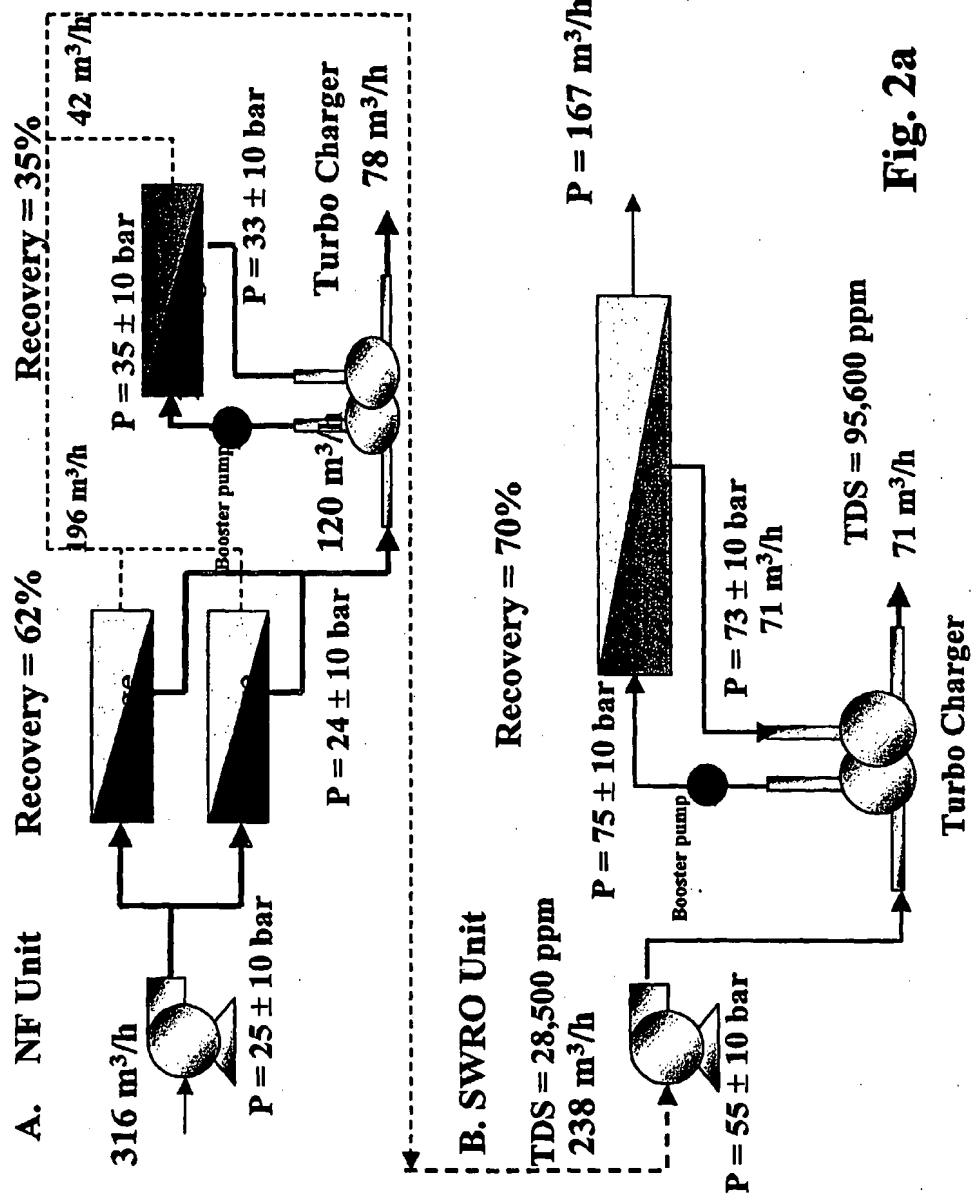 A. NF Unit
Recovery = 62%
Recovery = 35%
316 m³/h
P = 25 ± 10 bar
196 m³/h
42 m³/h
P = 35 ± 10 bar
P = 33 ± 10 bar
Booster pump
120 m³/h
Turbo Charger
78 m³/h
P = 24 ± 10 bar
B. SWRO Unit
TDS = 28,500 ppm
238 m³/h
P = 55 ± 10 bar
Recovery = 70%
P = 75 ± 10 bar
Booster pump
P = 73 ± 10 bar
71 m³/h
P = 167 m³/h
TDS = 95,600 ppm
71 m³/h
Turbo Charger
Fig. 2a